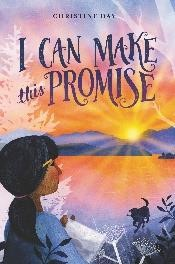 CHRISTINE DAY
I CAN MAKE
this PROMISE